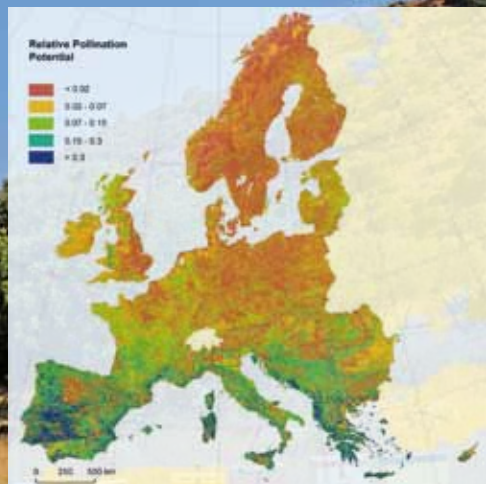 Relative Pollination
Potential
< 0.02
0.02 - 0.07
0.07 - 0.15
0.15 - 0.3
> 0.3
0 250 500 km